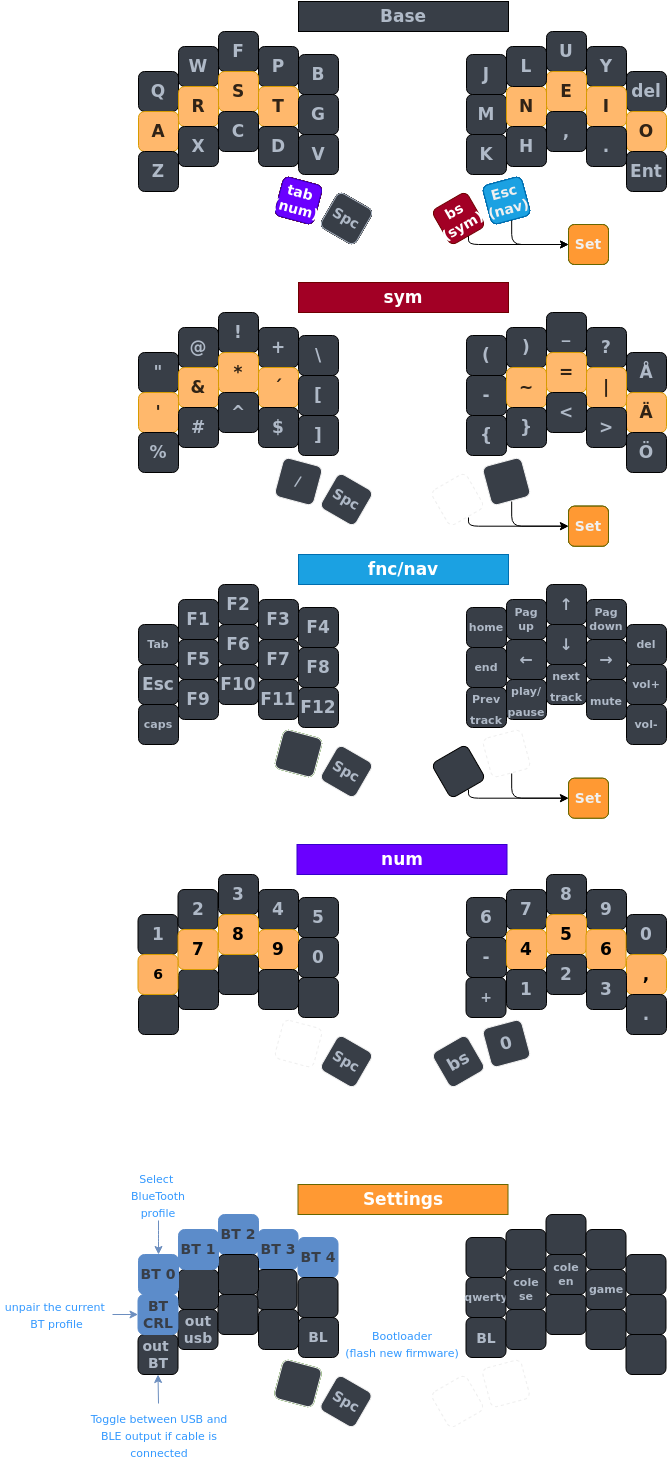 Base
Q W F P B J L U Y del
A R S T G M N E I O
Z X C D V K H , . Ent
tab (num) Spc bs (sym) Esc (nav)
Set
sym
" @ ! + \ ( ) _ ? Å
' & * ´ [ - ~ = | Ä
% # ^ $ ] { } < > Ö
/ Spc
Set
fnc/nav
Tab F1 F2 F3 F4 home Pag up ↑ Pag down del
Esc F5 F6 F7 F8 end ← ↓ → vol+
caps F9 F10 F11 F12 Prev track play/ pause next track mute vol-
Spc
Set
num
1 2 3 4 5 6 7 8 9 0
6 7 8 9 0 - 4 5 6 ,
+ 1 2 3 .
Spc bs 0
Settings
Select
BlueTooth
profile
BT 0 BT 1 BT 2 BT 3 BT 4
unpair the current
BT profile
BT CRL qwerty cole se cole en game
out BT out usb BL BL
Bootloader
(flash new firmware)
Spc
Toggle between USB and
BLE output if cable is
connected